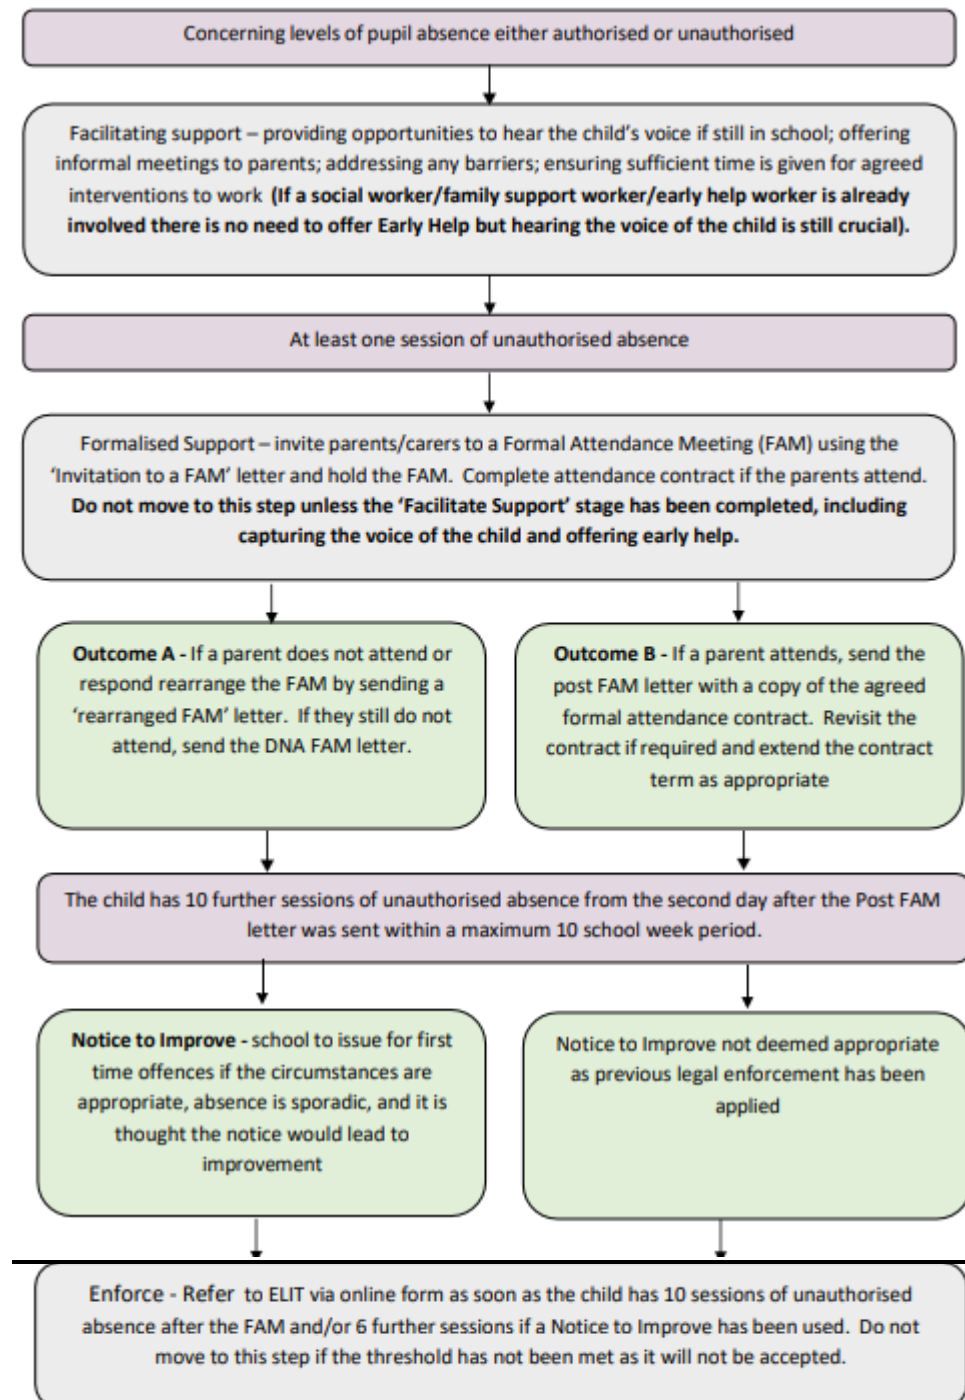 Concerning levels of pupil absence either authorised or unauthorised
Facilitating support – providing opportunities to hear the child's voice if still in school; offering
informal meetings to parents; addressing any barriers; ensuring sufficient time is given for agreed
interventions to work (If a social worker/family support worker/early help worker is already
involved there is no need to offer Early Help but hearing the voice of the child is still crucial).
At least one session of unauthorised absence
Formalised Support – invite parents/carers to a Formal Attendance Meeting (FAM) using the
'Invitation to a FAM' letter and hold the FAM. Complete attendance contract if the parents attend.
Do not move to this step unless the 'Facilitate Support' stage has been completed, including
capturing the voice of the child and offering early help.
Outcome A - If a parent does not attend or
respond rearrange the FAM by sending a
'rearranged FAM' letter. If they still do not
attend, send the DNA FAM letter.
Outcome B - If a parent attends, send the
post FAM letter with a copy of the agreed
formal attendance contract. Revisit the
contract if required and extend the contract
term as appropriate
The child has 10 further sessions of unauthorised absence from the second day after the Post FAM
letter was sent within a maximum 10 school week period.
Notice to Improve - school to issue for first
time offences if the circumstances are
appropriate, absence is sporadic, and it is
thought the notice would lead to
improvement
Notice to Improve not deemed appropriate
as previous legal enforcement has been
applied
Enforce - Refer to ELIT via online form as soon as the child has 10 sessions of unauthorised
absence after the FAM and/or 6 further sessions if a Notice to Improve has been used. Do not
move to this step if the threshold has not been met as it will not be accepted.